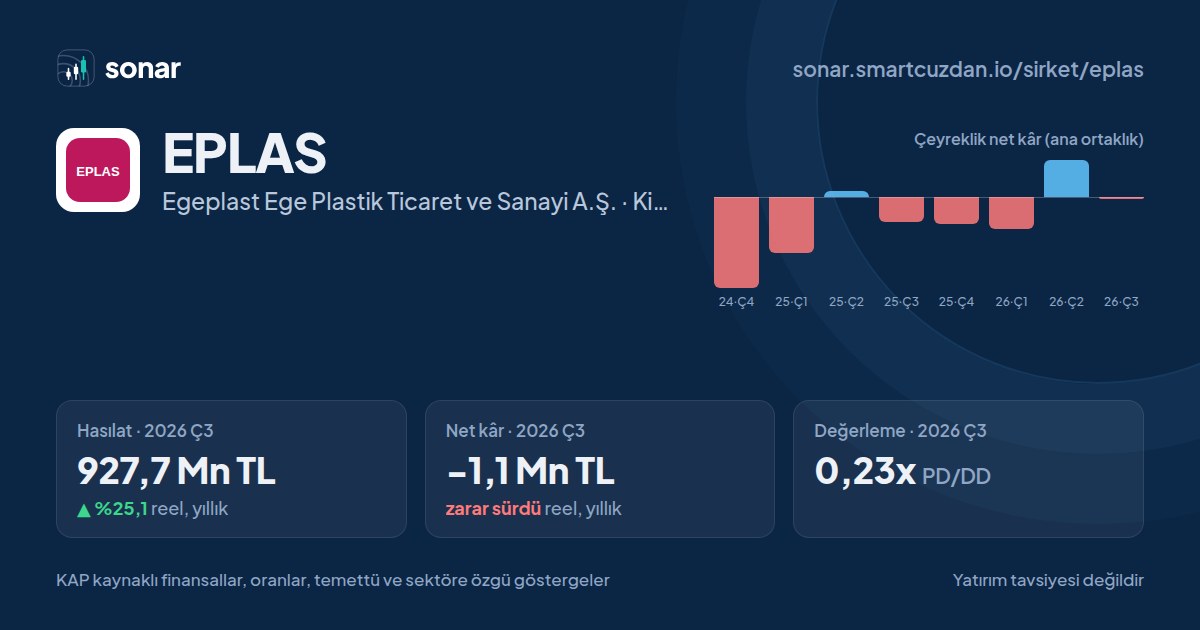 sonar
sonar.smartcuzdan.io/sirket/eplas
EPLAS
EPLAS
Egeplast Ege Plastik Ticaret ve Sanayi A.Ş. · Ki...
Çeyreklik net kâr (ana ortaklık)
24·Ç4 25·Ç1 25·Ç2 25·Ç3 25·Ç4 26·Ç1 26·Ç2 26·Ç3
Hasılat · 2026 Ç3
927,7 Mn TL
▲ %25,1 reel, yıllık
Net kâr · 2026 Ç3
−1,1 Mn TL
zarar sürdü reel, yıllık
Değerleme · 2026 Ç3
0,23x PD/DD
KAP kaynaklı finansallar, oranlar, temettü ve sektöre özgü göstergeler
Yatırım tavsiyesi değildir